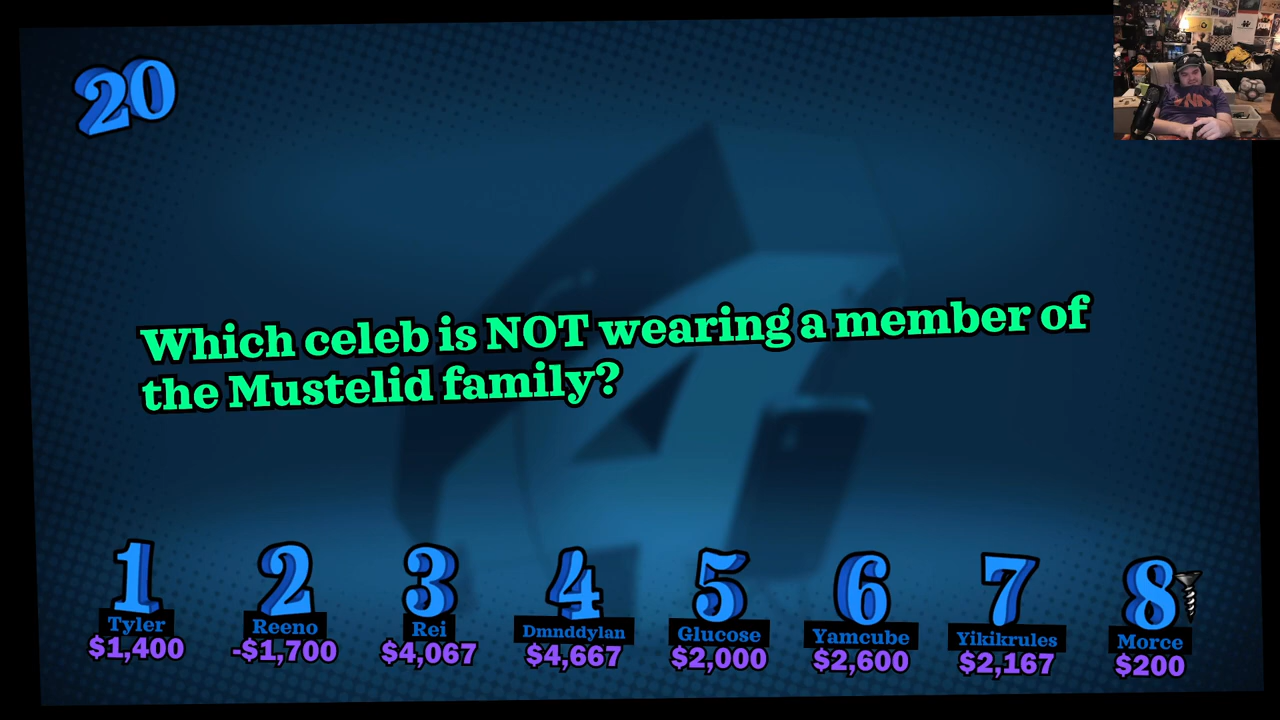 20
Which celeb is NOT wearing a member of
the Mustelid family?
1 2 3 4 5 6 7 8
Tyler Reeno Rei Dmnddylan Glucose Yamcube Yikikrules Morce
$1,400 -$1,700 $4,067 $4,667 $2,000 $2,600 $2,167 $200